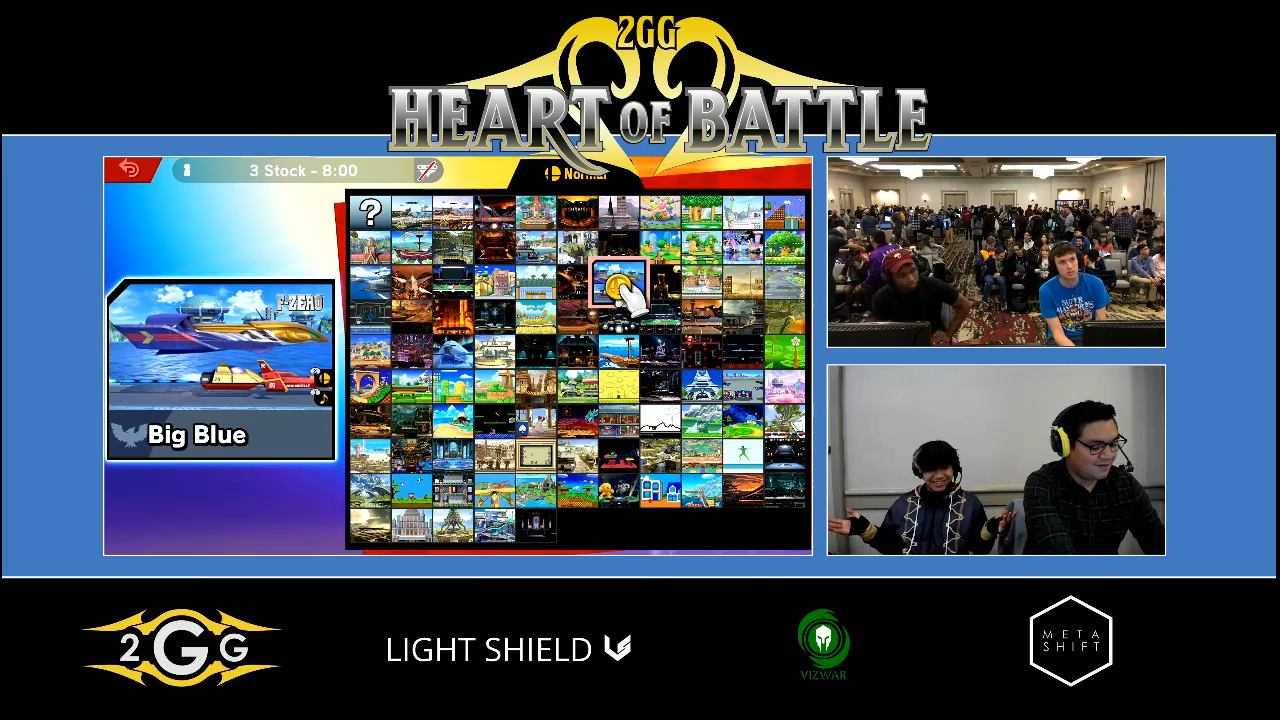 2GG
HEART OF BATTLE
3 Stock - 8:00
Normal
?
F-ZERO
Big Blue
2GG
LIGHT SHIELD
VIZWAR
META
SHIFT